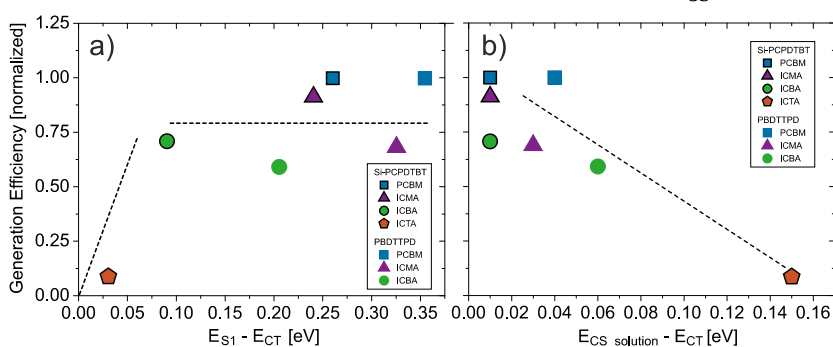 a)
Generation Efficiency [normalized]
1.25
1.00
0.75
0.50
0.25
0.00
0.00 0.05 0.10 0.15 0.20 0.25 0.30 0.35
E_S1 - E_CT [eV]
Si-PCPDTBT
PCBM
ICMA
ICBA
ICTA
PBDTTPD
PCBM
ICMA
ICBA
b)
0.00 0.02 0.04 0.06 0.08 0.10 0.12 0.14 0.16
E_CS solution - E_CT [eV]
Si-PCPDTBT
PCBM
ICMA
ICBA
ICTA
PBDTTPD
PCBM
ICMA
ICBA